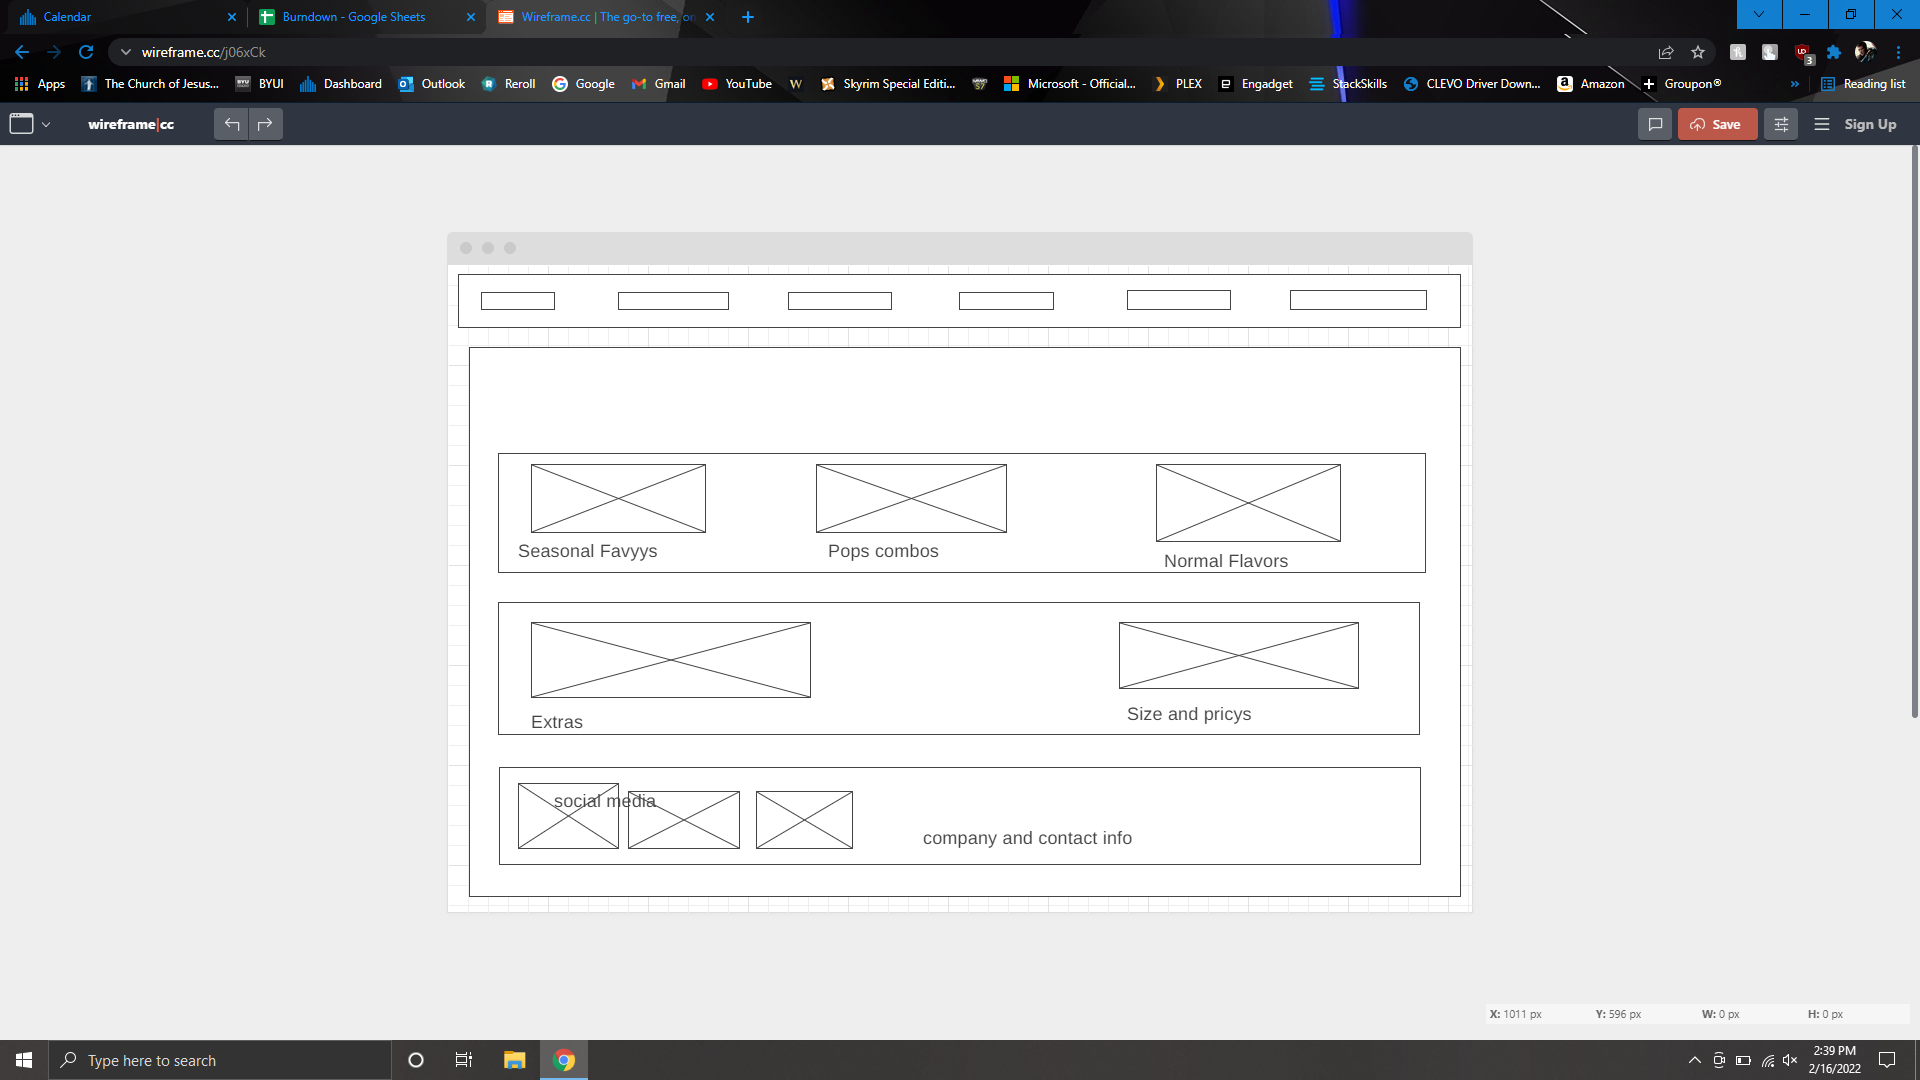 Calendar
Burndown - Google Sheets
Wireframe.cc | The go-to free, on
wireframe.cc/j06xCk
3
Apps
The Church of Jesus...
BYUI
Dashboard
Outlook
Reroll
Google
Gmail
YouTube
W
Skyrim Special Editi...
Microsoft - Official...
PLEX
Engadget
StackSkills
CLEVO Driver Down...
Amazon
Groupon®
»
Reading list
wireframe|cc
Save
Sign Up
Seasonal Favyys
Pops combos
Normal Flavors
Extras
Size and pricys
social media
company and contact info
X: 1011 px
Y: 596 px
W: 0 px
H: 0 px
Type here to search
2:39 PM
2/16/2022